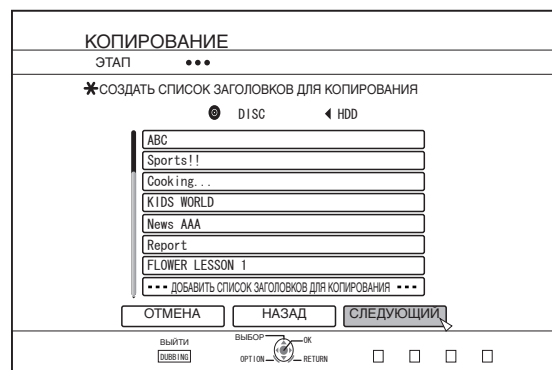 КОПИРОВАНИЕ
ЭТАП •••
*СОЗДАТЬ СПИСОК ЗАГОЛОВКОВ ДЛЯ КОПИРОВАНИЯ
DISC ◀ HDD
ABC
Sports!!
Cooking...
KIDS WORLD
News AAA
Report
FLOWER LESSON 1
--- ДОБАВИТЬ СПИСОК ЗАГОЛОВКОВ ДЛЯ КОПИРОВАНИЯ ---
ОТМЕНА НАЗАД СЛЕДУЮЩИЙ
ВЫЙТИ ВЫБОР OK
DUBBING OPTION RETURN